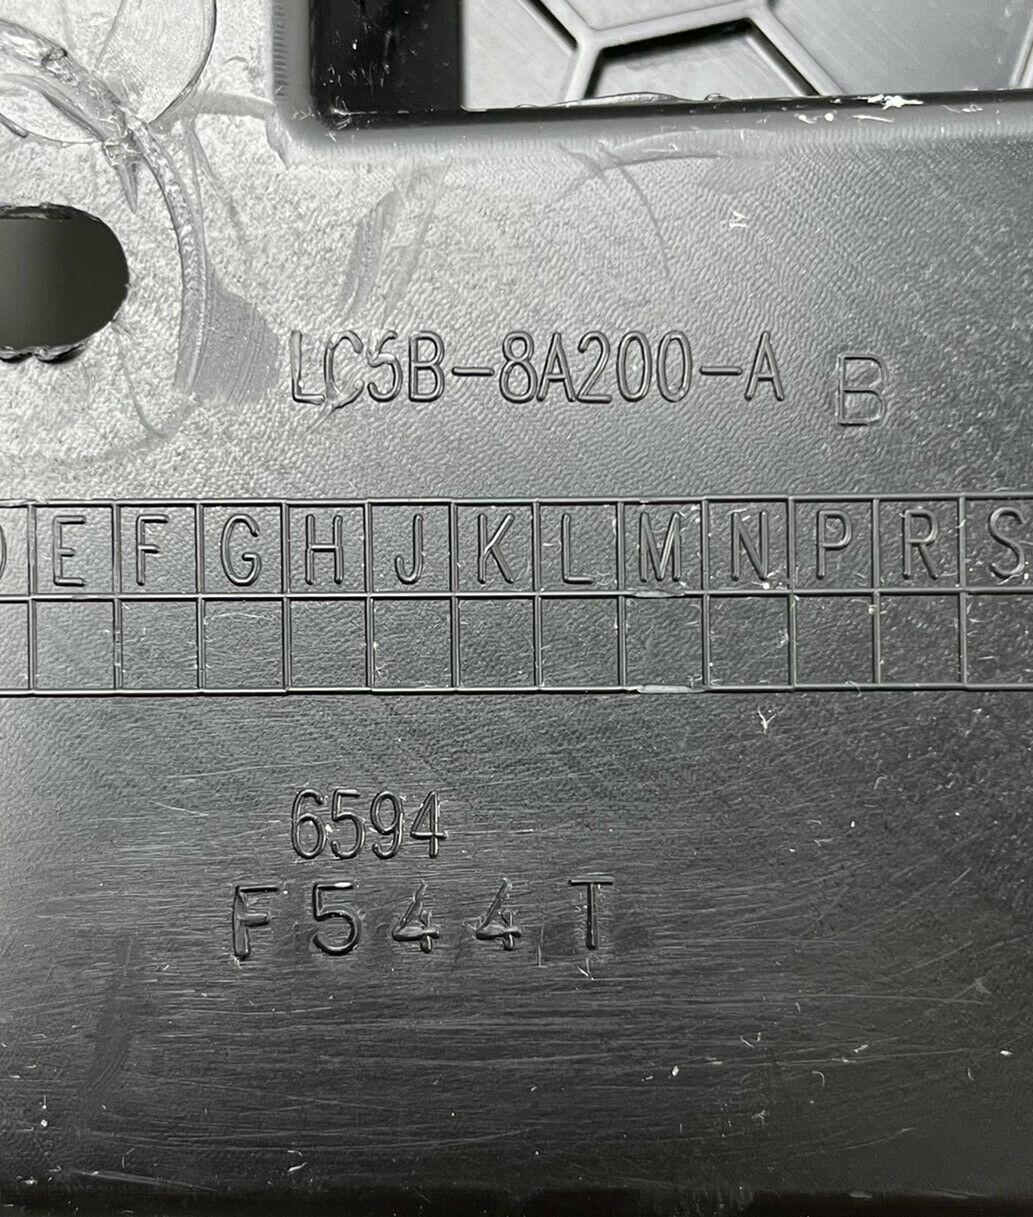 LC5B-8A200-A B
D E F G H J K L M N P R S
6594
F544T